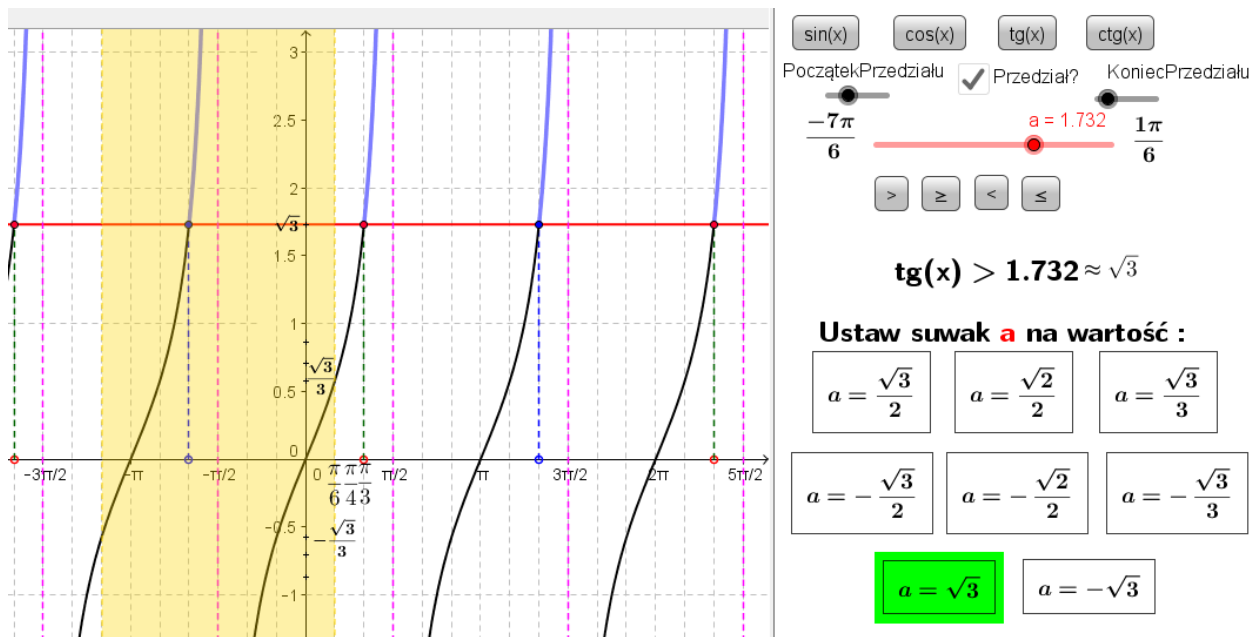 sin(x) cos(x) tg(x) ctg(x)
PoczątekPrzedziału Przedział? KoniecPrzedziału
−7π/6 a = 1.732 1π/6
> ≥ < ≤
tg(x) > 1.732 ≈ √3
Ustaw suwak a na wartość :
a = √3/2 a = √2/2 a = √3/3
a = −√3/2 a = −√2/2 a = −√3/3
a = √3 a = −√3
3
2.5
2
√3
1.5
1
√3/3
0.5
0
−3π/2 −π −π/2 0 π/6 π/4 π/3 π/2 π 3π/2 2π 5π/2
−0.5 −√3/3
−1